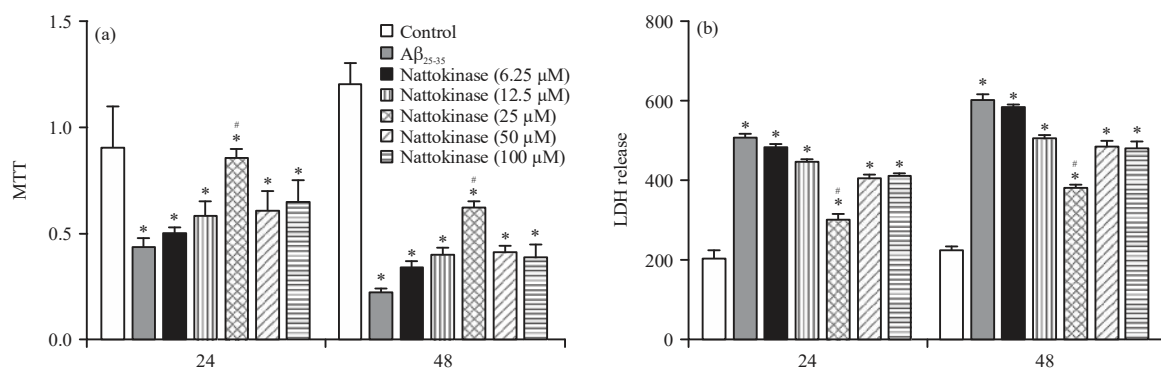 (a)
MTT
1.5
1.0
0.5
0.0
Control
Aβ25-35
Nattokinase (6.25 µM)
Nattokinase (12.5 µM)
Nattokinase (25 µM)
Nattokinase (50 µM)
Nattokinase (100 µM)
* * * # * * *
* * * # * * *
24 48
(b)
LDH release
800
600
400
200
0
* * * # * * *
* * * # * * *
24 48